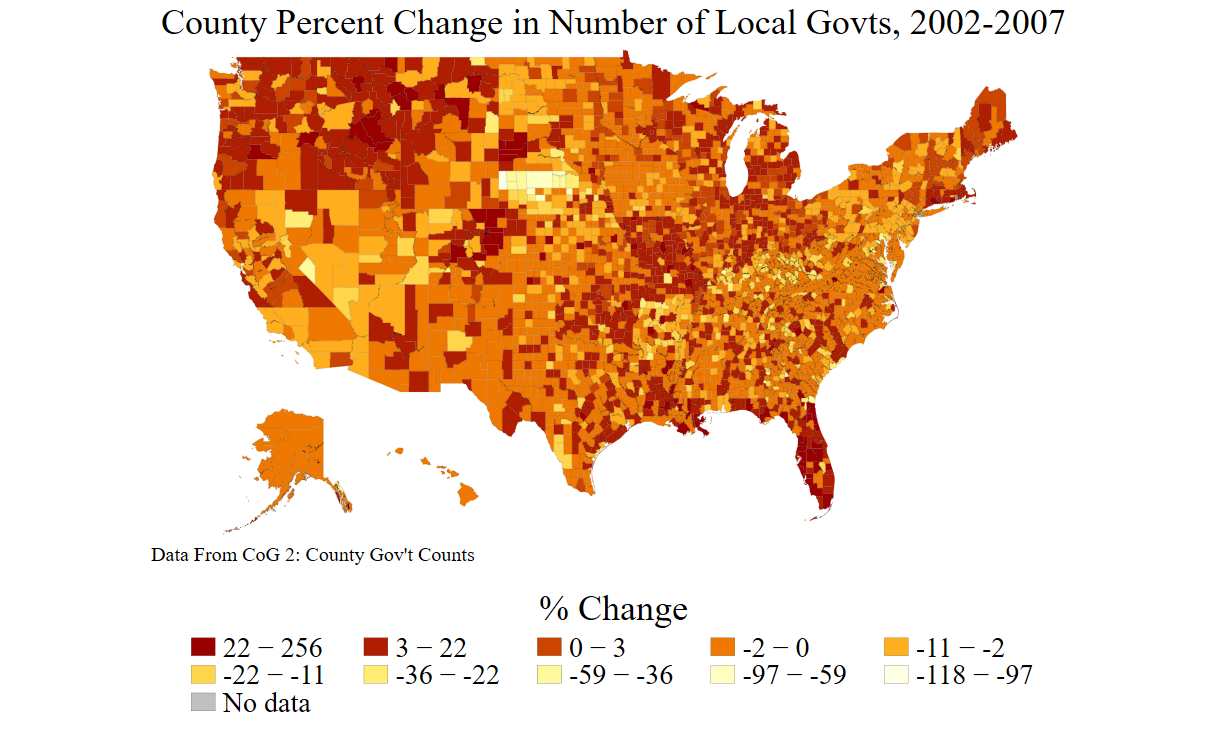 County Percent Change in Number of Local Govts, 2002-2007
Data From CoG 2: County Gov't Counts
% Change
22 − 256 3 − 22 0 − 3 -2 − 0 -11 − -2
-22 − -11 -36 − -22 -59 − -36 -97 − -59 -118 − -97
No data